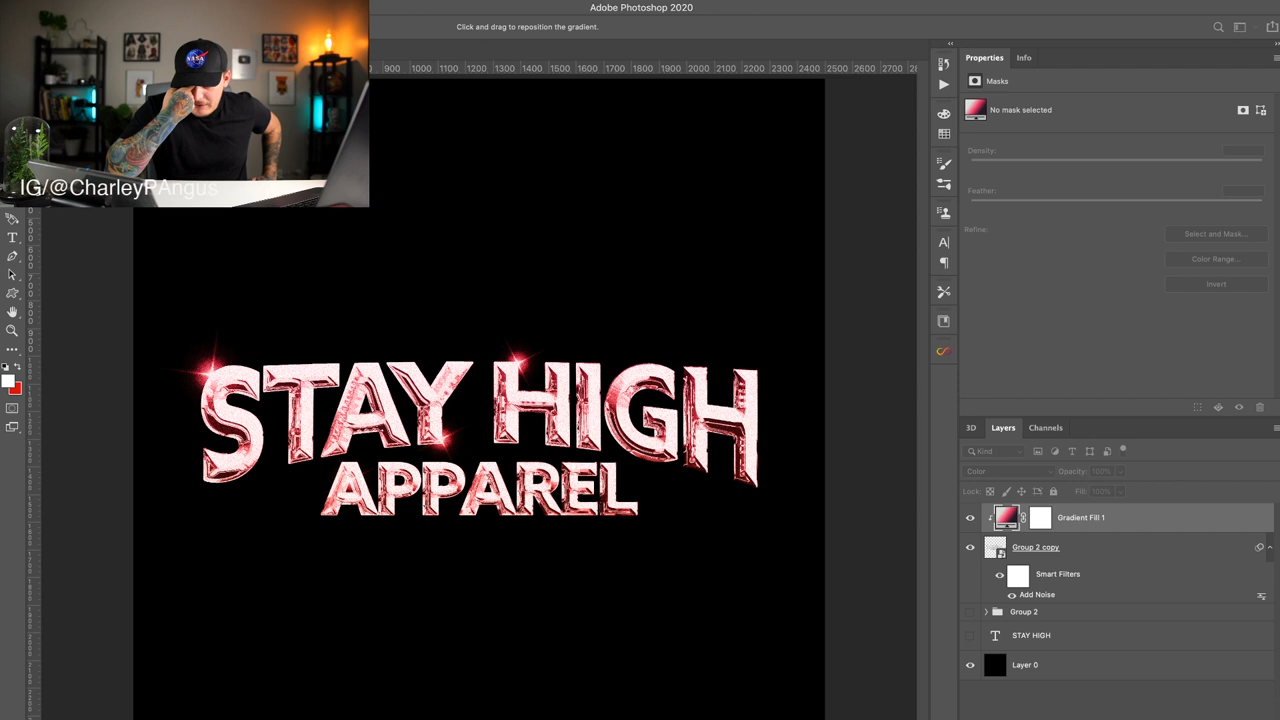 Adobe Photoshop 2020
Click and drag to reposition the gradient.
NASA
IG/@CharleyPAngus
900 1000 1100 1200 1300 1400 1500 1600 1700 1800 1900 2000 2100 2200 2300 2400 2500 2600 2700 28
Properties Info
Masks
No mask selected
Density:
Feather:
Refine:
Select and Mask...
Color Range...
Invert
STAY HIGH
APPAREL
3D Layers Channels
Kind
Color Opacity: 100%
Lock: Fill: 100%
Gradient Fill 1
Group 2 copy
Smart Filters
Add Noise
Group 2
T STAY HIGH
Layer 0